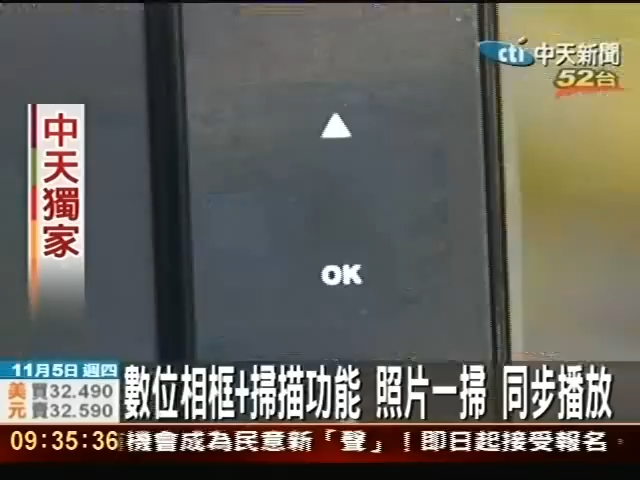 cti 中天新聞
52台
中天獨家
▲
OK
11月5日 週四
美元 買32.490
賣32.590
數位相框+掃描功能 照片一掃 同步播放
09:35:36 機會成為民意新「聲」!即日起接受報名。